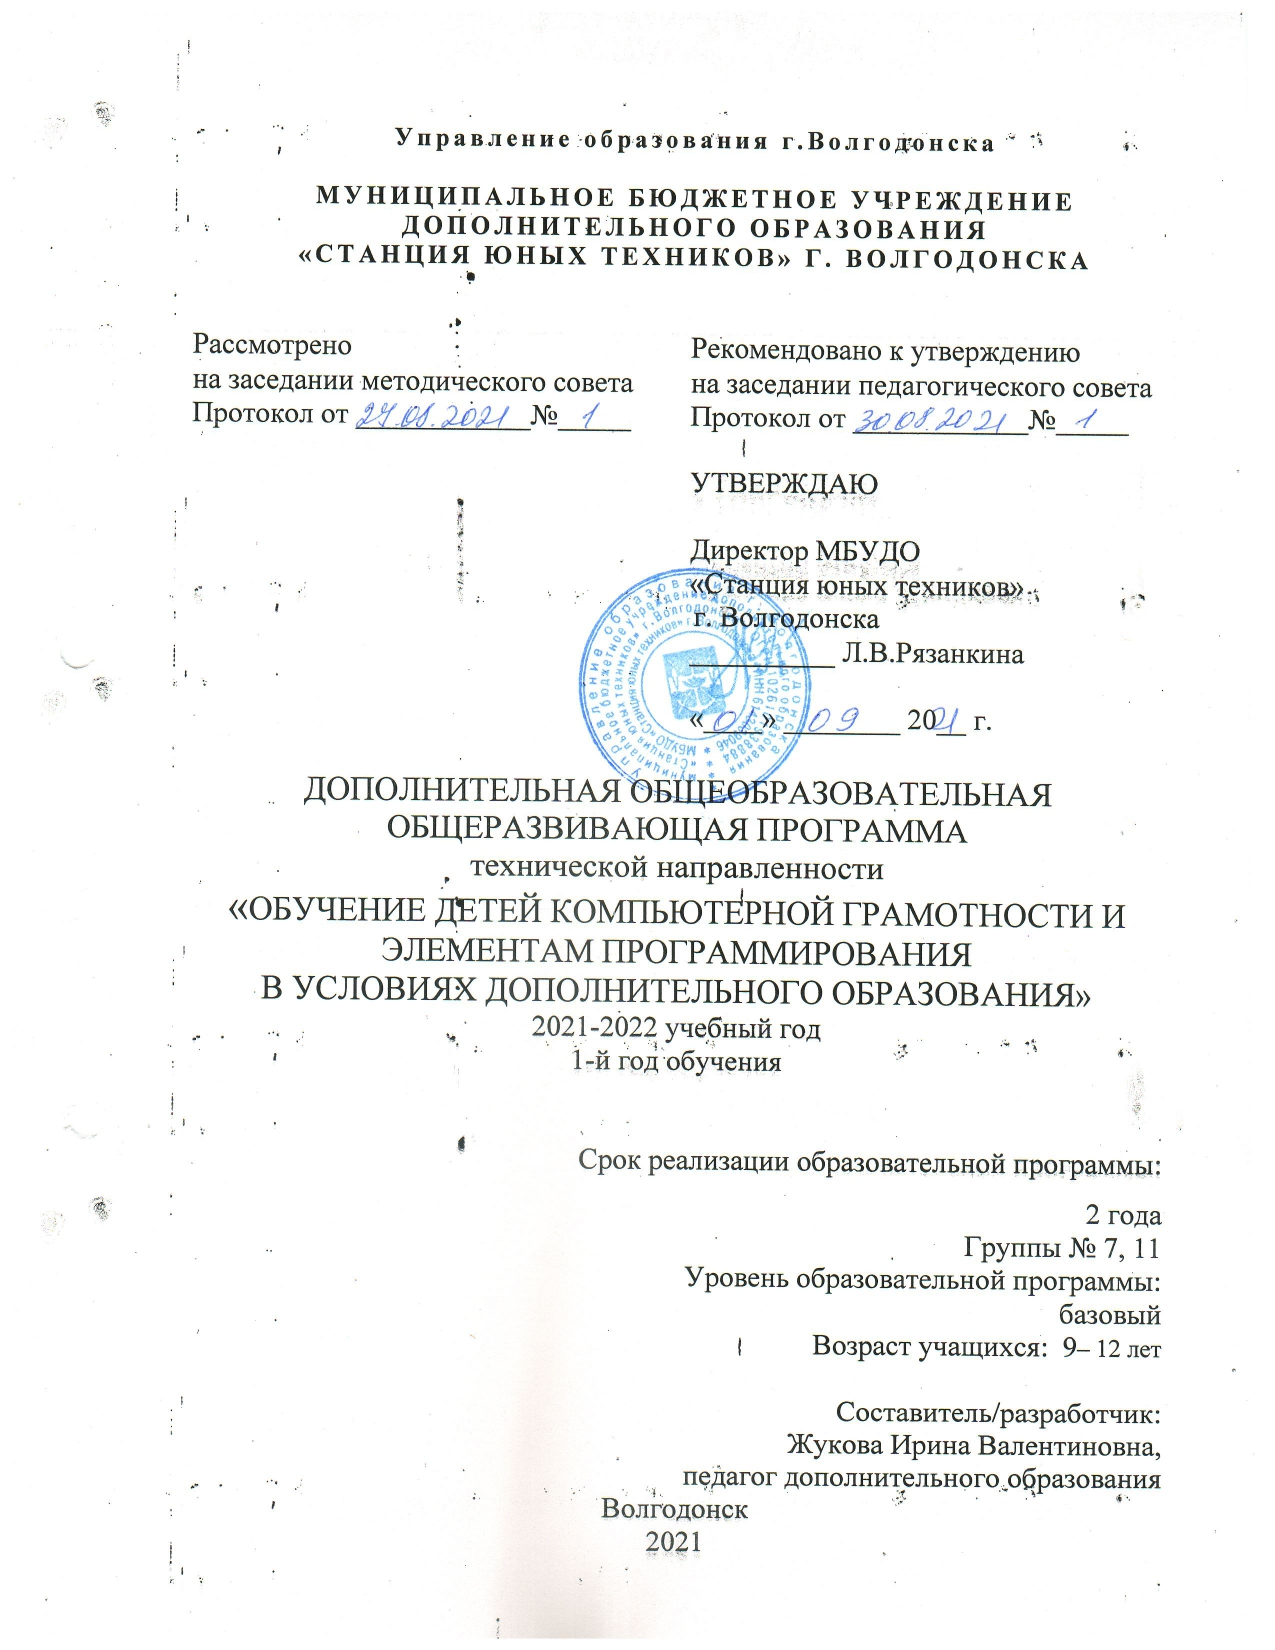 Управление образования г.Волгодонска
МУНИЦИПАЛЬНОЕ БЮДЖЕТНОЕ УЧРЕЖДЕНИЕ
ДОПОЛНИТЕЛЬНОГО ОБРАЗОВАНИЯ
«СТАНЦИЯ ЮНЫХ ТЕХНИКОВ» Г. ВОЛГОДОНСКА
Рассмотрено
на заседании методического совета
Протокол от 27.08.2021 № 1
Рекомендовано к утверждению
на заседании педагогического совета
Протокол от 30.08.2021 № 1
УТВЕРЖДАЮ
Директор МБУДО
«Станция юных техников»
г. Волгодонска
__________ Л.В.Рязанкина
«01» 09 2021 г.
ДОПОЛНИТЕЛЬНАЯ ОБЩЕОБРАЗОВАТЕЛЬНАЯ
ОБЩЕРАЗВИВАЮЩАЯ ПРОГРАММА
технической направленности
«ОБУЧЕНИЕ ДЕТЕЙ КОМПЬЮТЕРНОЙ ГРАМОТНОСТИ И
ЭЛЕМЕНТАМ ПРОГРАММИРОВАНИЯ
В УСЛОВИЯХ ДОПОЛНИТЕЛЬНОГО ОБРАЗОВАНИЯ»
2021-2022 учебный год
1-й год обучения
Срок реализации образовательной программы:
2 года
Группы № 7, 11
Уровень образовательной программы:
базовый
Возраст учащихся: 9– 12 лет
Составитель/разработчик:
Жукова Ирина Валентиновна,
педагог дополнительного образования
Волгодонск
2021